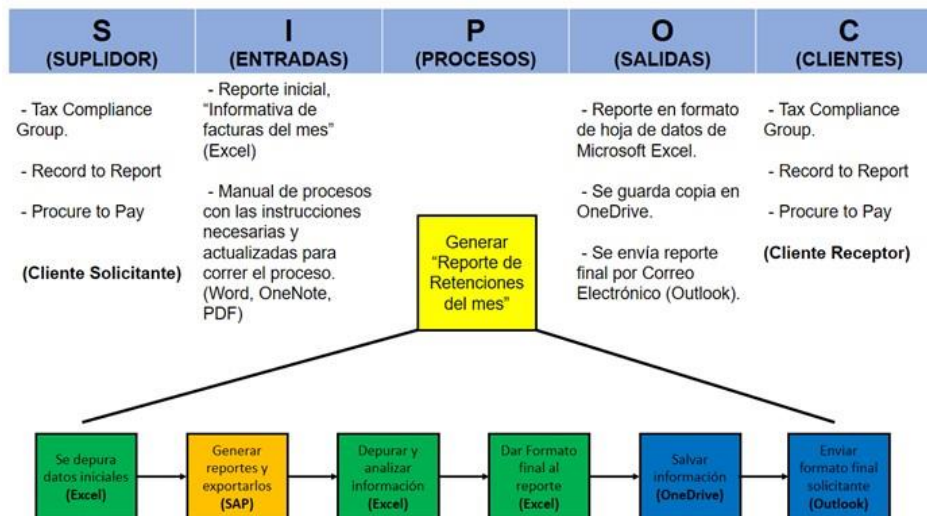 S
(SUPLIDOR)
I
(ENTRADAS)
P
(PROCESOS)
O
(SALIDAS)
C
(CLIENTES)
- Tax Compliance
Group.
- Record to Report
- Procure to Pay
(Cliente Solicitante)
- Reporte inicial,
“Informativa de
facturas del mes”
(Excel)
- Manual de procesos
con las instrucciones
necesarias y
actualizadas para
correr el proceso.
(Word, OneNote,
PDF)
Generar
“Reporte de
Retenciones
del mes”
- Reporte en formato
de hoja de datos de
Microsoft Excel.
- Se guarda copia en
OneDrive.
- Se envía reporte
final por Correo
Electrónico (Outlook).
- Tax Compliance
Group.
- Record to Report
- Procure to Pay
(Cliente Receptor)
Se depura
datos iniciales
(Excel)
Generar
reportes y
exportarlos
(SAP)
Depurar y
analizar
información
(Excel)
Dar Formato
final al
reporte
(Excel)
Salvar
información
(OneDrive)
Enviar
formato final
solicitante
(Outlook)